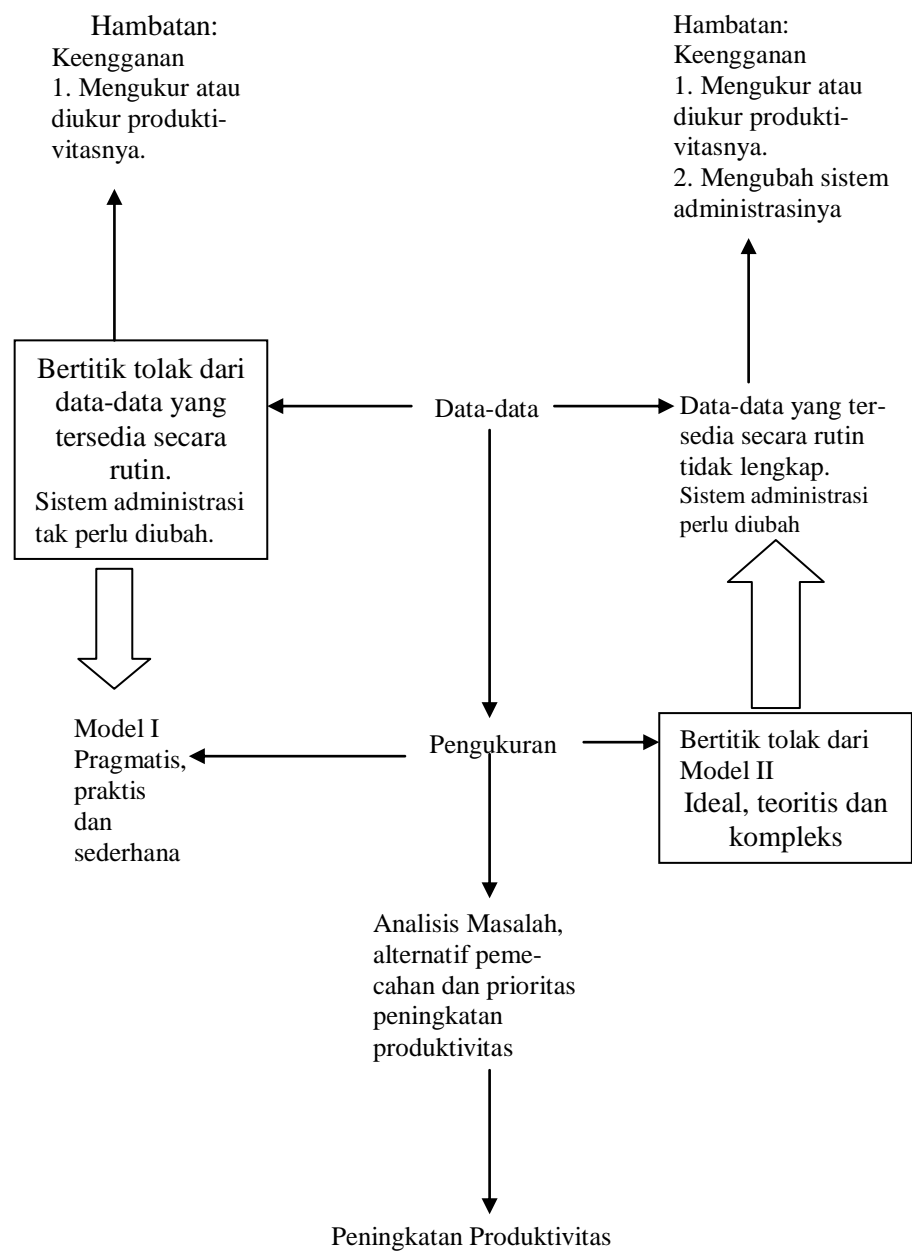 Hambatan:
Keengganan
1. Mengukur atau
diukur produkti-
vitasnya.
Hambatan:
Keengganan
1. Mengukur atau
diukur produkti-
vitasnya.
2. Mengubah sistem
administrasinya
Bertitik tolak dari
data-data yang
tersedia secara
rutin.
Sistem administrasi
tak perlu diubah.
Data-data
Data-data yang ter-
sedia secara rutin
tidak lengkap.
Sistem administrasi
perlu diubah
Model I
Pragmatis,
praktis
dan
sederhana
Pengukuran
Bertitik tolak dari
Model II
Ideal, teoritis dan
kompleks
Analisis Masalah,
alternatif peme-
cahan dan prioritas
peningkatan
produktivitas
Peningkatan Produktivitas